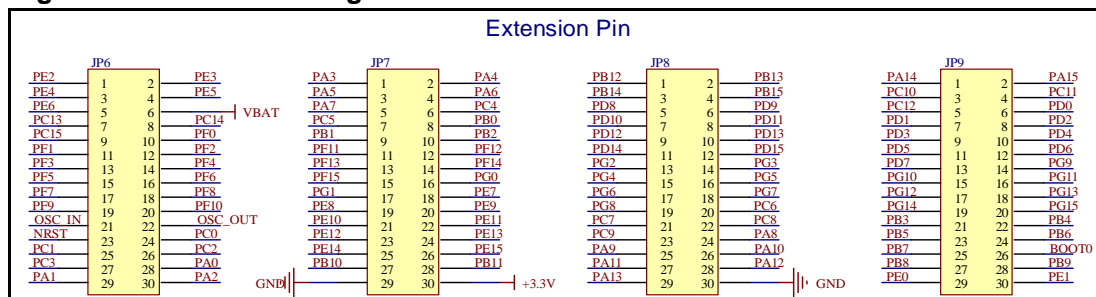 Extension Pin
JP6
PE2 1 2 PE3
PE4 3 4 PE5
PE6 5 6 VBAT
PC13 7 8 PC14
PC15 9 10 PF0
PF1 11 12 PF2
PF3 13 14 PF4
PF5 15 16 PF6
PF7 17 18 PF8
PF9 19 20 PF10
OSC_IN 21 22 OSC_OUT
NRST 23 24 PC0
PC1 25 26 PC2
PC3 27 28 PA0
PA1 29 30 PA2
JP7
PA3 1 2 PA4
PA5 3 4 PA6
PA7 5 6 PC4
PC5 7 8 PB0
PB1 9 10 PB2
PF11 11 12 PF12
PF13 13 14 PF14
PF15 15 16 PG0
PG1 17 18 PE7
PE8 19 20 PE9
PE10 21 22 PE11
PE12 23 24 PE13
PE14 25 26 PE15
PB10 27 28 PB11
GND 29 30 +3.3V
JP8
PB12 1 2 PB13
PB14 3 4 PB15
PD8 5 6 PD9
PD10 7 8 PD11
PD12 9 10 PD13
PD14 11 12 PD15
PG2 13 14 PG3
PG4 15 16 PG5
PG6 17 18 PG7
PG8 19 20 PC6
PC7 21 22 PC8
PC9 23 24 PA8
PA9 25 26 PA10
PA11 27 28 PA12
PA13 29 30 GND
JP9
PA14 1 2 PA15
PC10 3 4 PC11
PC12 5 6 PD0
PD1 7 8 PD2
PD3 9 10 PD4
PD5 11 12 PD6
PD7 13 14 PG9
PG10 15 16 PG11
PG12 17 18 PG13
PG14 19 20 PG15
PB3 21 22 PB4
PB5 23 24 PB6
PB7 25 26 BOOT0
PB8 27 28 PB9
PE0 29 30 PE1